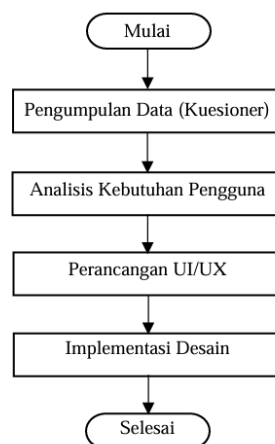 Mulai
Pengumpulan Data (Kuesioner)
Analisis Kebutuhan Pengguna
Perancangan UI/UX
Implementasi Desain
Selesai